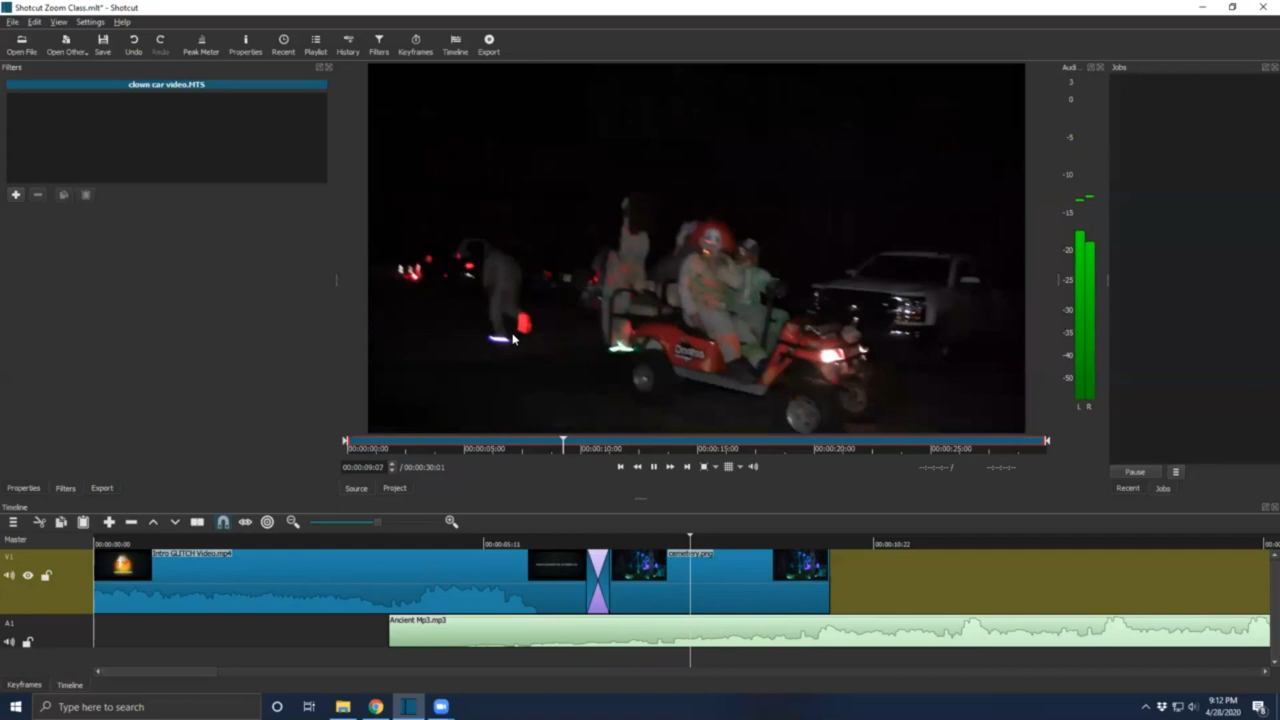 Shotcut Zoom Class.mlt* - Shotcut
File Edit View Settings Help
Open File Open Other.. Save Undo Redo Peak Meter Properties Recent Playlist History Filters Keyframes Timeline Export
Filters
Audi...
Jobs
clown car video.MTS
3
0
-5
-10
-15
-20
-25
-30
-35
-40
-50
L R
00:00:00:00 00:00:05:00 00:00:10:00 00:00:15:00 00:00:20:00 00:00:25:00
00:00:09:07 / 00:00:30:01 --:--:--:-- / --:--:--:--
Pause
Properties Filters Export
Source Project
Recent Jobs
Timeline
Master
00:00:00:00 00:00:05:11 00:00:10:22
V1
Intro GLITCH Video.mp4
cemetery.png
A1
Ancient Mp3.mp3
Keyframes Timeline
Type here to search
9:12 PM
4/28/2020